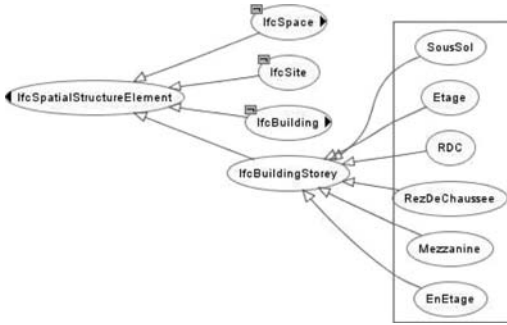 IfcSpace
SousSol
IfcSite
IfcSpatialStructureElement
Etage
IfcBuilding
RDC
IfcBuildingStorey
RezDeChaussee
Mezzanine
EnEtage